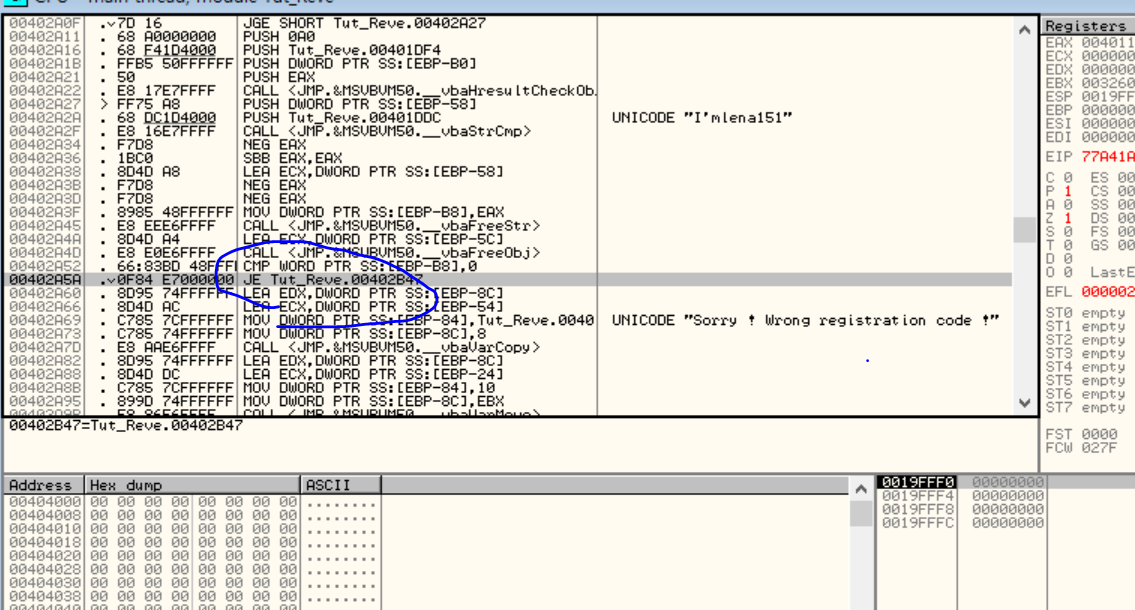 00402A0F .v7D 16 JGE SHORT Tut_Reve.00402A27
00402A11 . 68 A0000000 PUSH 0A0
00402A16 . 68 F41D4000 PUSH Tut_Reve.00401DF4
00402A1B . FFB5 50FFFFFF PUSH DWORD PTR SS:[EBP-B0]
00402A21 . 50 PUSH EAX
00402A22 . E8 17E7FFFF CALL <JMP.&MSVBVM50.__vbaHresultCheckOb.
00402A27 > FF75 A8 PUSH DWORD PTR SS:[EBP-58]
00402A2A . 68 DC1D4000 PUSH Tut_Reve.00401DDC UNICODE "I'mlena151"
00402A2F . E8 16E7FFFF CALL <JMP.&MSVBVM50.__vbaStrCmp>
00402A34 . F7D8 NEG EAX
00402A36 . 1BC0 SBB EAX,EAX
00402A38 . 8D4D A8 LEA ECX,DWORD PTR SS:[EBP-58]
00402A3B . F7D8 NEG EAX
00402A3D . F7D8 NEG EAX
00402A3F . 8985 48FFFFFF MOV DWORD PTR SS:[EBP-B8],EAX
00402A45 . E8 EEE6FFFF CALL <JMP.&MSVBVM50.__vbaFreeStr>
00402A4A . 8D4D A4 LEA ECX,DWORD PTR SS:[EBP-5C]
00402A4D . E8 E0E6FFFF CALL <JMP.&MSVBVM50.__vbaFreeObj>
00402A52 . 66:83BD 48FFFI CMP WORD PTR SS:[EBP-B8],0
00402A5A .v0F84 E7000000 JE Tut_Reve.00402B47
00402A60 . 8D95 74FFFFFF LEA EDX,DWORD PTR SS:[EBP-8C]
00402A66 . 8D4D AC LEA ECX,DWORD PTR SS:[EBP-54]
00402A69 . C785 7CFFFFFF MOV DWORD PTR SS:[EBP-84],Tut_Reve.0040 UNICODE "Sorry ! Wrong registration code !"
00402A73 . C785 74FFFFFF MOV DWORD PTR SS:[EBP-8C],8
00402A7D . E8 AAE6FFFF CALL <JMP.&MSVBVM50.__vbaVarCopy>
00402A82 . 8D95 74FFFFFF LEA EDX,DWORD PTR SS:[EBP-8C]
00402A88 . 8D4D DC LEA ECX,DWORD PTR SS:[EBP-24]
00402A8B . C785 7CFFFFFF MOV DWORD PTR SS:[EBP-84],10
00402A95 . 899D 74FFFFFF MOV DWORD PTR SS:[EBP-8C],EBX
00402B47=Tut_Reve.00402B47
Registers
EAX 004011
ECX 000000
EDX 000000
EBX 003260
ESP 0019FF
EBP 000000
ESI 000000
EDI 000000
EIP 77A41A
C 0 ES 00
P 1 CS 00
A 0 SS 00
Z 1 DS 00
S 0 FS 00
T 0 GS 00
D 0
O 0 LastE
EFL 000002
ST0 empty
ST1 empty
ST2 empty
ST3 empty
ST4 empty
ST5 empty
ST6 empty
ST7 empty
FST 0000
FCW 027F
Address Hex dump ASCII
00404000 00 00 00 00 00 00 00 00 ........
00404008 00 00 00 00 00 00 00 00 ........
00404010 00 00 00 00 00 00 00 00 ........
00404018 00 00 00 00 00 00 00 00 ........
00404020 00 00 00 00 00 00 00 00 ........
00404028 00 00 00 00 00 00 00 00 ........
00404030 00 00 00 00 00 00 00 00 ........
00404038 00 00 00 00 00 00 00 00 ........
0019FFF0 00000000
0019FFF4 00000000
0019FFF8 00000000
0019FFFC 00000000